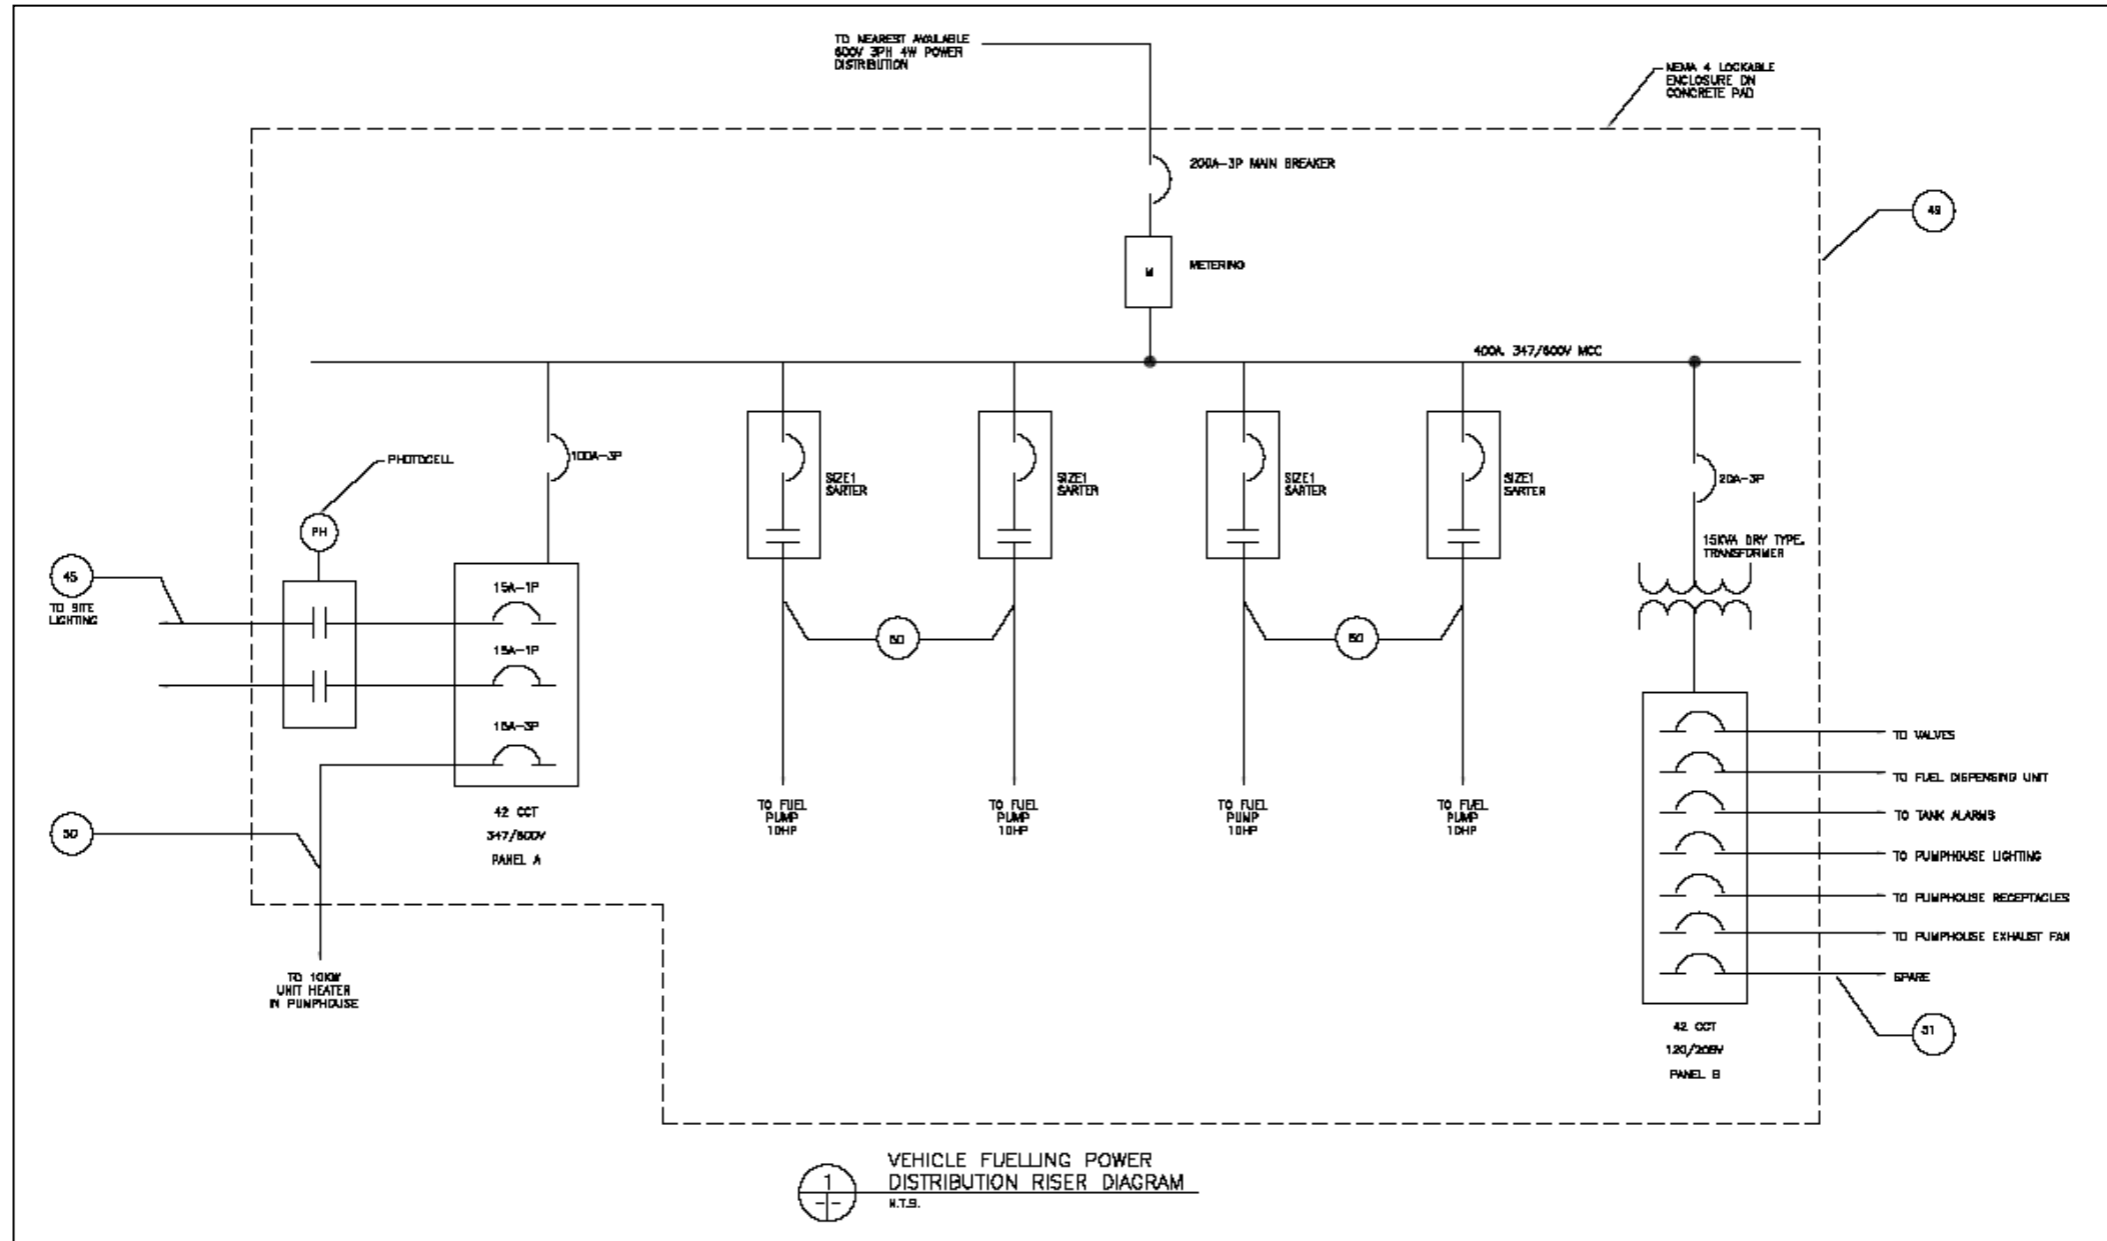 TO NEAREST AVAILABLE
600V 3PH 4W POWER
DISTRIBUTION
NEMA 4 LOCKABLE
ENCLOSURE ON
CONCRETE PAD
200A-3P MAIN BREAKER
49
M
METERING
400A, 347/600V MCC
PHOTOCELL
100A-3P
SIZE1
SARTER
SIZE1
SARTER
SIZE1
SARTER
SIZE1
SARTER
20A-3P
PH
15KVA DRY TYPE.
TRANSFORMER
45
TO SITE
LIGHTING
15A-1P
15A-1P
15A-3P
50
50
TO VALVES
TO FUEL DISPENSING UNIT
TO TANK ALARMS
TO PUMPHOUSE LIGHTING
TO PUMPHOUSE RECEPTACLES
TO PUMPHOUSE EXHAUST FAN
SPARE
TO FUEL
PUMP
10HP
TO FUEL
PUMP
10HP
TO FUEL
PUMP
10HP
TO FUEL
PUMP
10HP
42 CCT
347/600V
PANEL A
50
TO 10KW
UNIT HEATER
IN PUMPHOUSE
42 CCT
120/208V
PANEL B
51
1
VEHICLE FUELLING POWER
DISTRIBUTION RISER DIAGRAM
N.T.S.